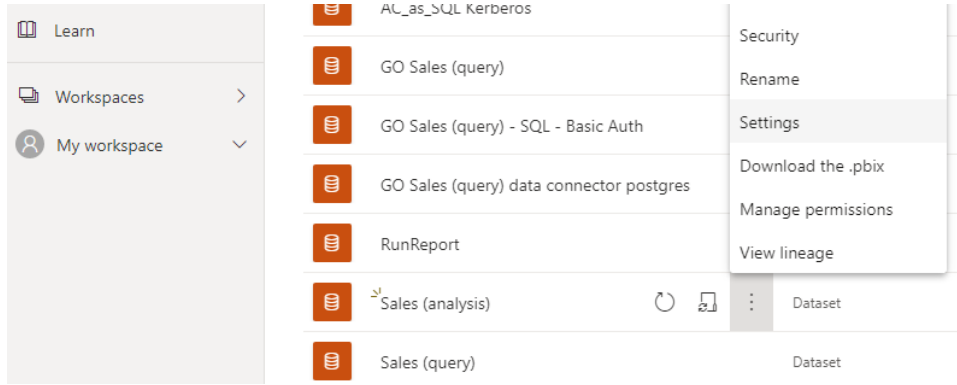 Learn
Workspaces
My workspace
AC_as_SQL Kerberos
GO Sales (query)
GO Sales (query) - SQL - Basic Auth
GO Sales (query) data connector postgres
RunReport
Sales (analysis)
Dataset
Sales (query)
Dataset
Security
Rename
Settings
Download the .pbix
Manage permissions
View lineage